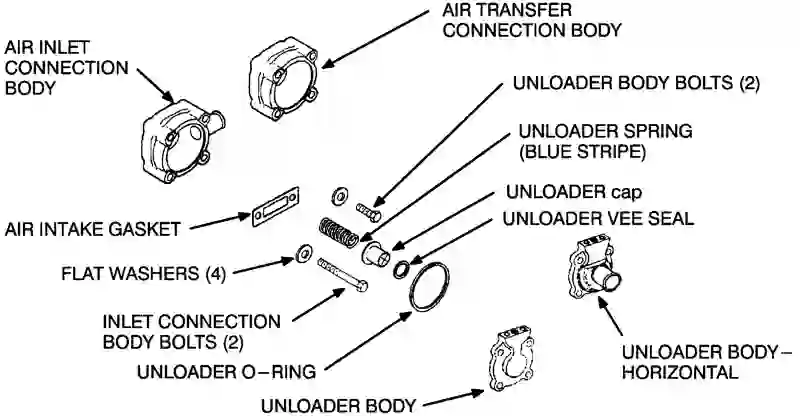 AIR TRANSFER
CONNECTION BODY
AIR INLET
CONNECTION
BODY
UNLOADER BODY BOLTS (2)
UNLOADER SPRING
(BLUE STRIPE)
UNLOADER cap
UNLOADER VEE SEAL
AIR INTAKE GASKET
FLAT WASHERS (4)
INLET CONNECTION
BODY BOLTS (2)
UNLOADER O-RING
UNLOADER BODY
UNLOADER BODY-
HORIZONTAL